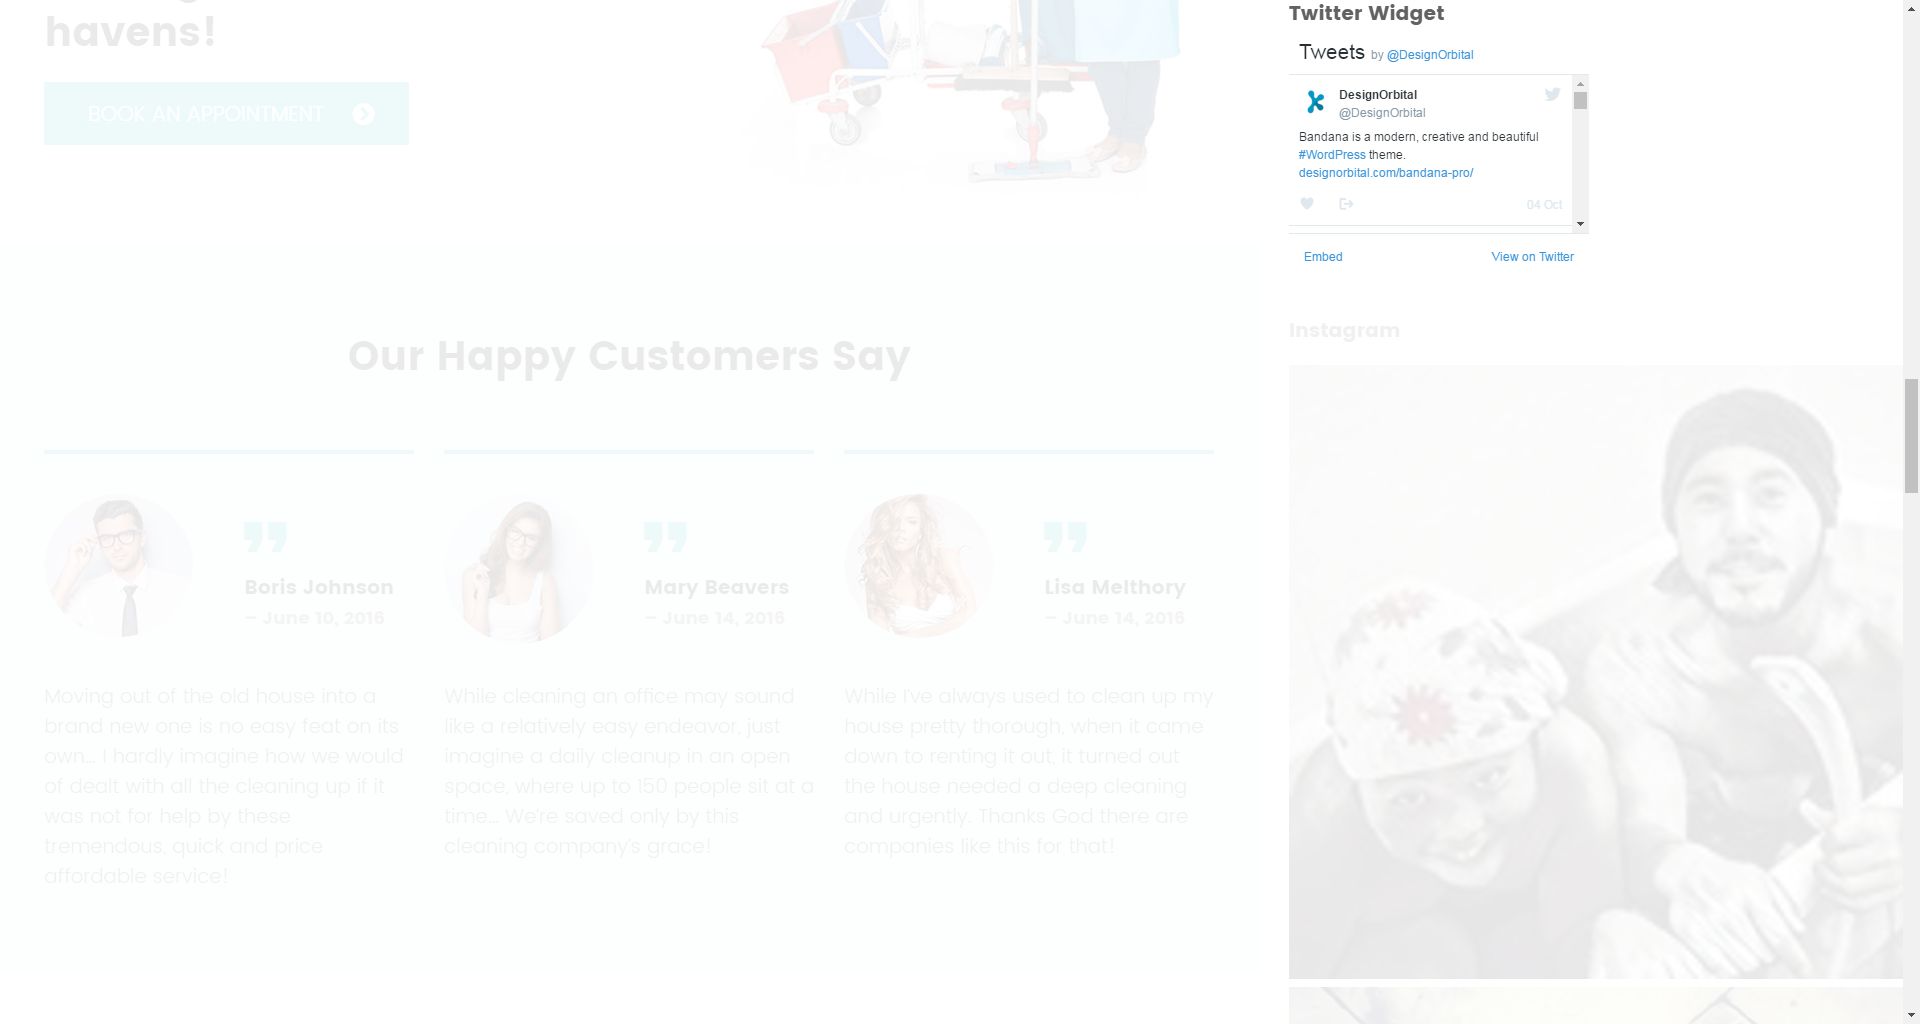 havens!
BOOK AN APPOINTMENT
Our Happy Customers Say
Boris Johnson
– June 10, 2016
Moving out of the old house into a
brand new one is no easy feat on its
own... I hardly imagine how we would
of dealt with all the cleaning up if it
was not for help by these
tremendous, quick and price
affordable service!
Mary Beavers
– June 14, 2016
While cleaning an office may sound
like a relatively easy endeavor, just
imagine a daily cleanup in an open
space, where up to 150 people sit at a
time... We're saved only by this
cleaning company's grace!
Lisa Melthory
– June 14, 2016
While I've always used to clean up my
house pretty thorough, when it came
down to renting it out, it turned out
the house needed a deep cleaning
and urgently. Thanks God there are
companies like this for that!
Twitter Widget
Tweets by @DesignOrbital
DesignOrbital
@DesignOrbital
Bandana is a modern, creative and beautiful
#WordPress theme.
designorbital.com/bandana-pro/
04 Oct
Embed View on Twitter
Instagram